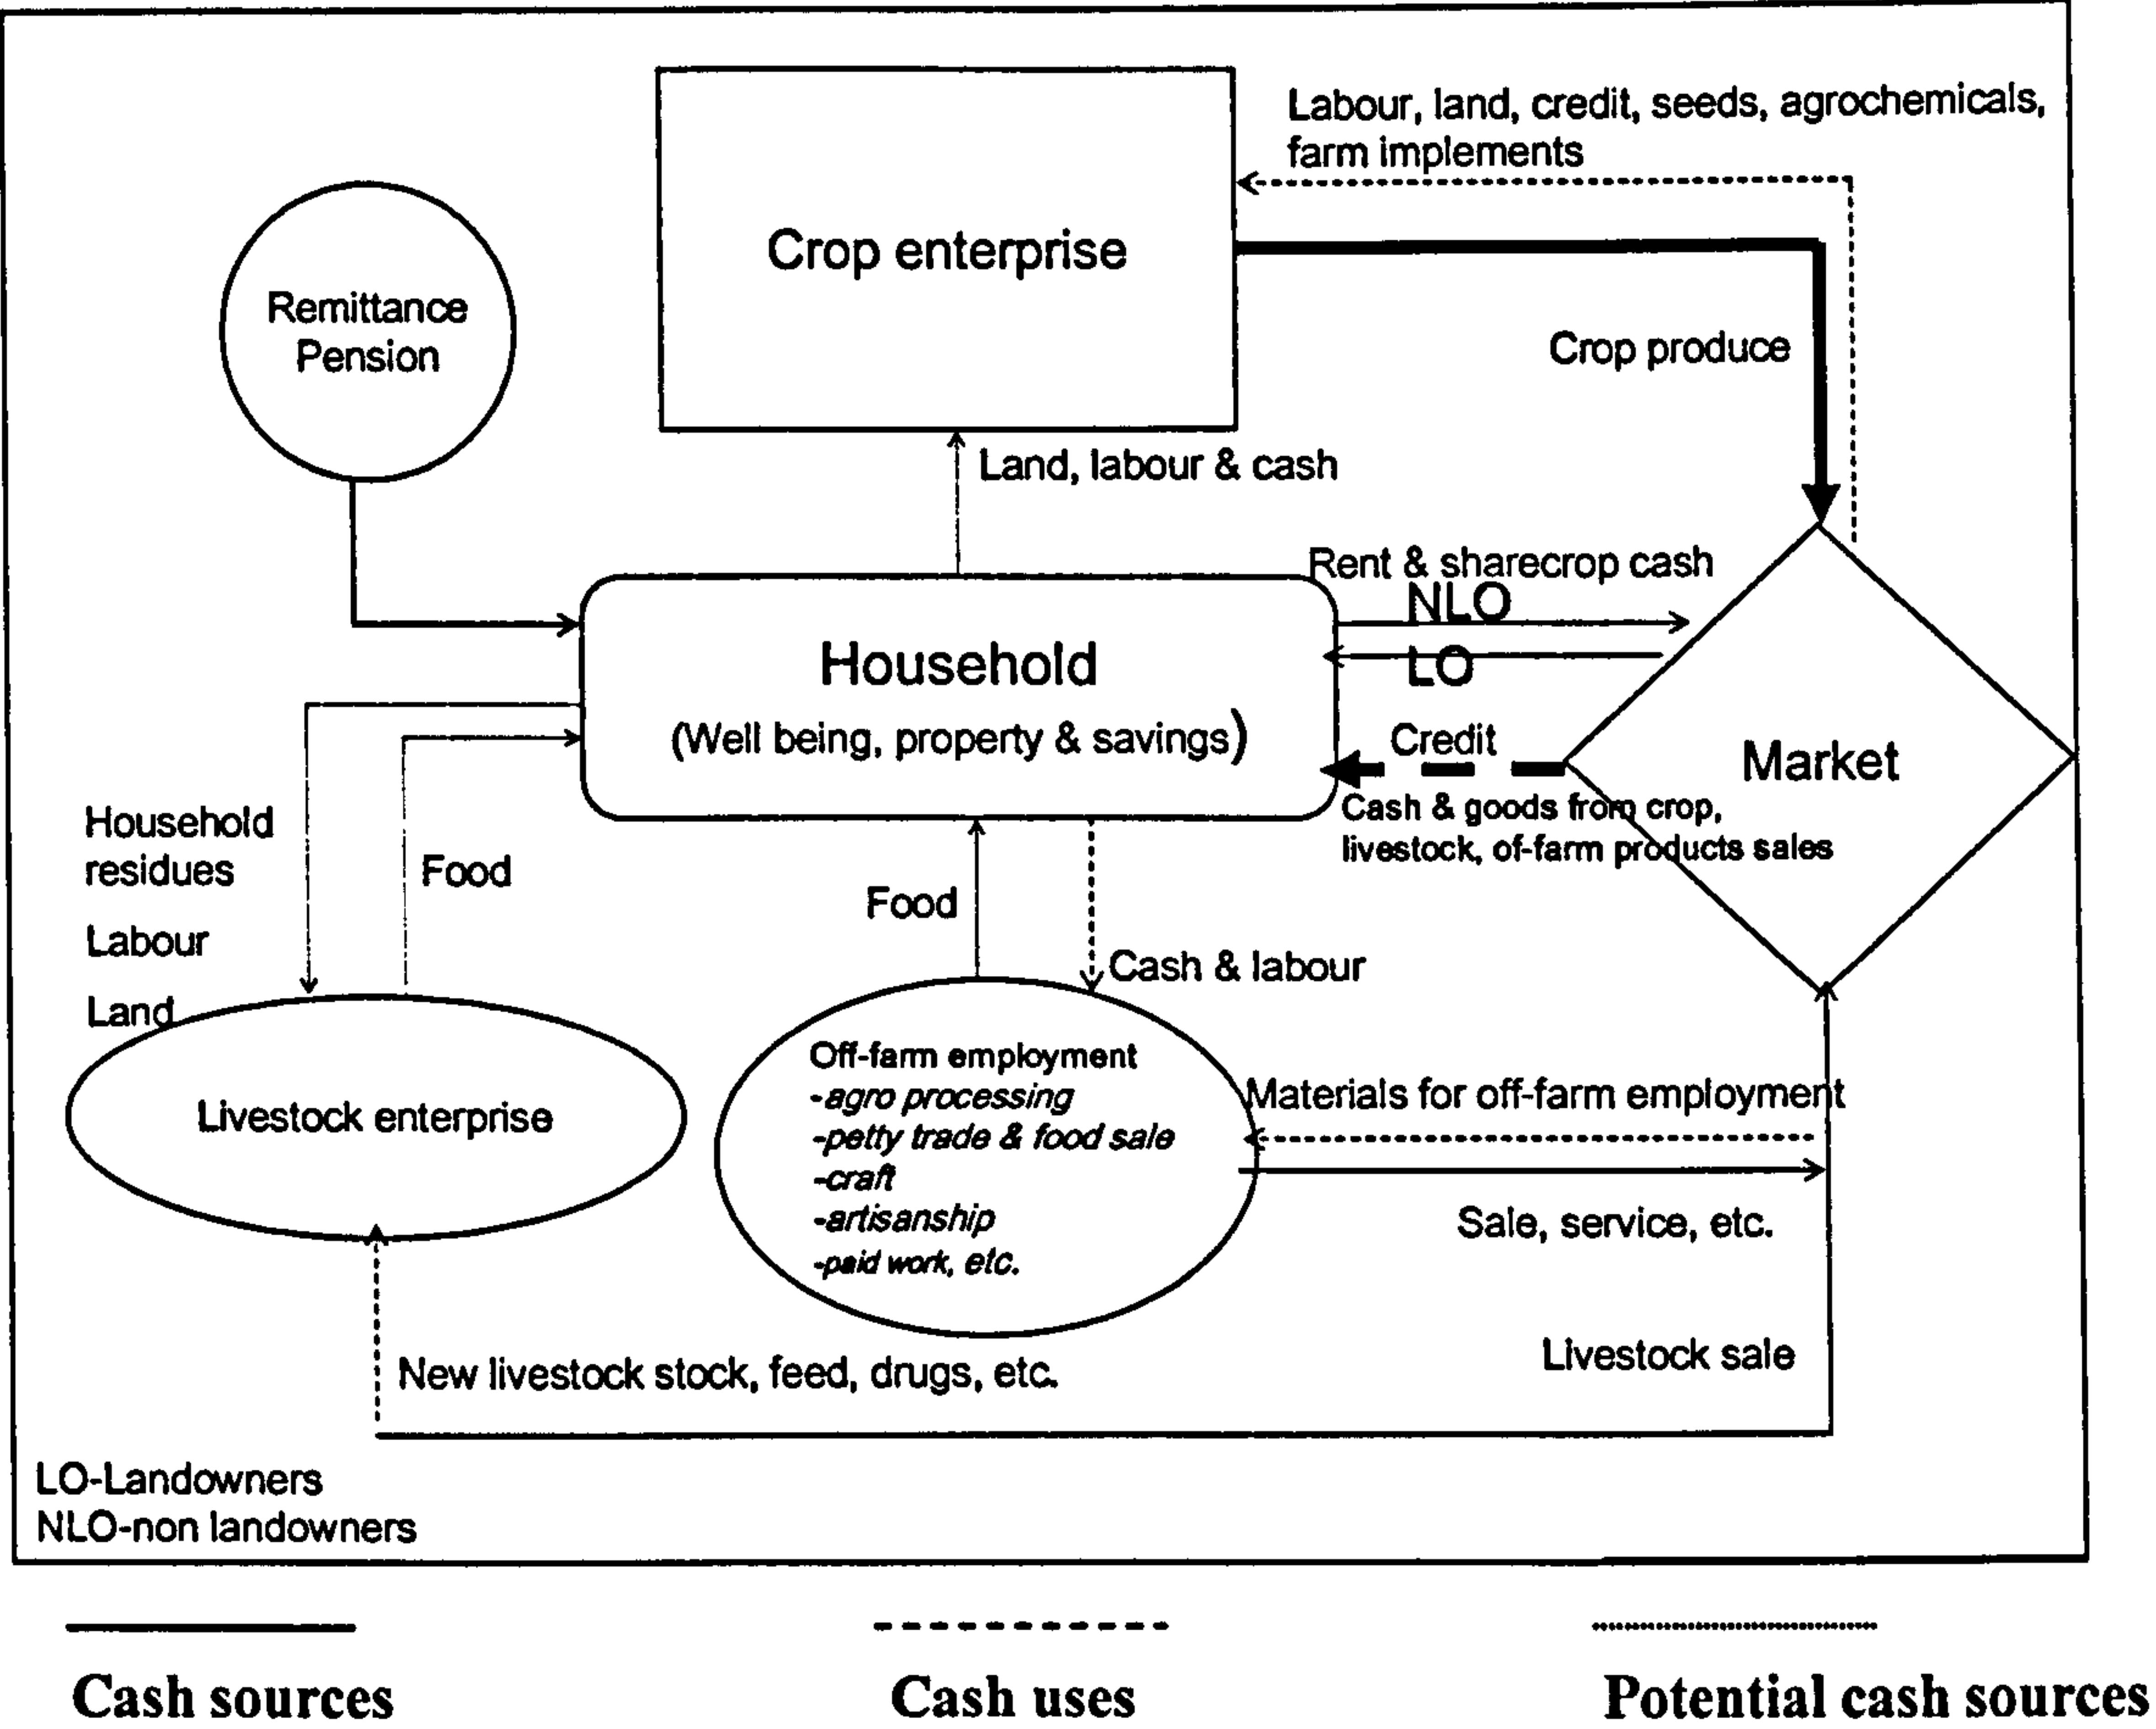 Labour, land, credit, seeds, agrochemicals,
farm implements
Crop enterprise
Remittance
Pension
Crop produce
Land, labour & cash
Rent & sharecrop cash
NLO
LO
Household
(Well being, property & savings)
Credit
Market
Cash & goods from crop,
livestock, of-farm products sales
Household
residues
Labour
Land
Food
Food
Cash & labour
Livestock enterprise
Off-farm employment
-agro processing
-petty trade & food sale
-craft
-artisanship
-paid work, etc.
Materials for off-farm employment
Sale, service, etc.
Livestock sale
New livestock stock, feed, drugs, etc.
LO-Landowners
NLO-non landowners
Cash sources
Cash uses
Potential cash sources